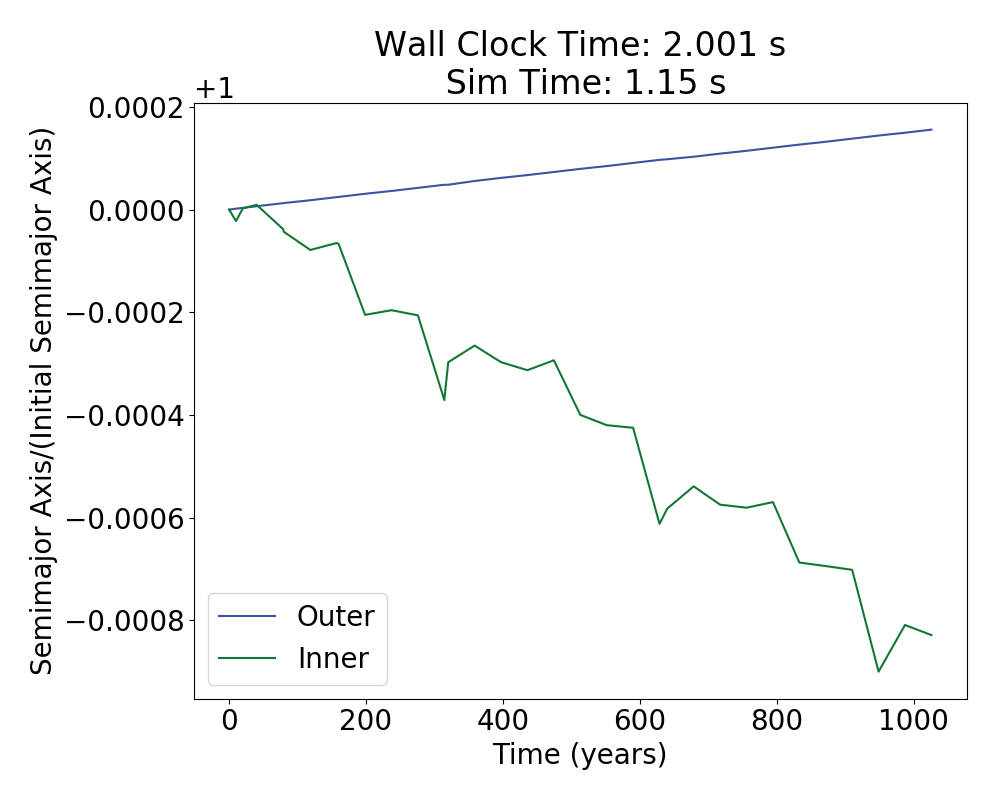 Wall Clock Time: 2.001 s
Sim Time: 1.15 s
+1
0.0002
0.0000
−0.0002
−0.0004
−0.0006
−0.0008
Semimajor Axis/(Initial Semimajor Axis)
Outer
Inner
0 200 400 600 800 1000
Time (years)